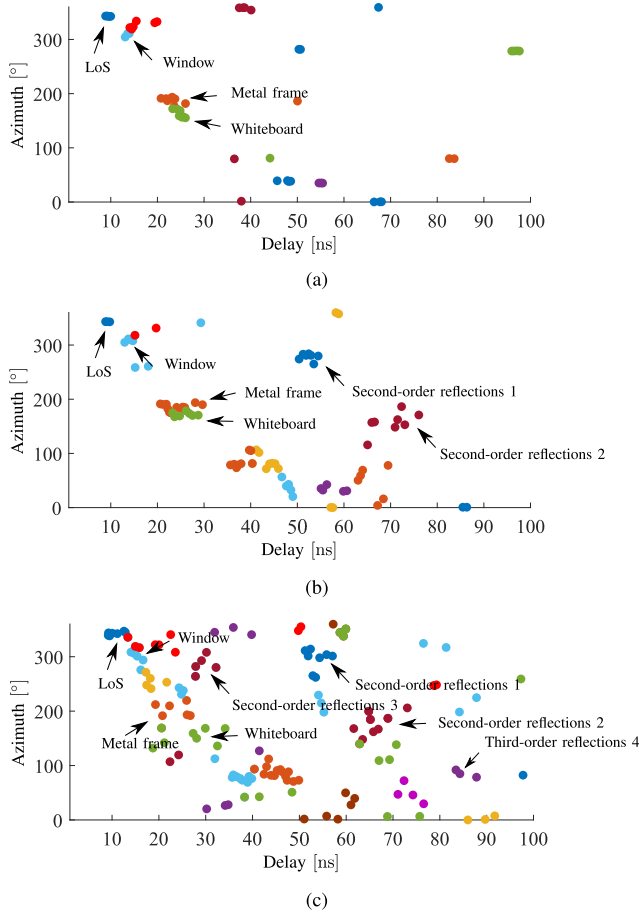 300
200
100
0
Azimuth [°]
LoS
Window
Metal frame
Whiteboard
10 20 30 40 50 60 70 80 90 100
Delay [ns]
(a)
300
200
100
0
Azimuth [°]
LoS
Window
Metal frame
Whiteboard
Second-order reflections 1
Second-order reflections 2
10 20 30 40 50 60 70 80 90 100
Delay [ns]
(b)
300
200
100
0
Azimuth [°]
Window
LoS
Second-order reflections 1
Second-order reflections 3
Second-order reflections 2
Metal frame
Whiteboard
Third-order reflections 4
10 20 30 40 50 60 70 80 90 100
Delay [ns]
(c)